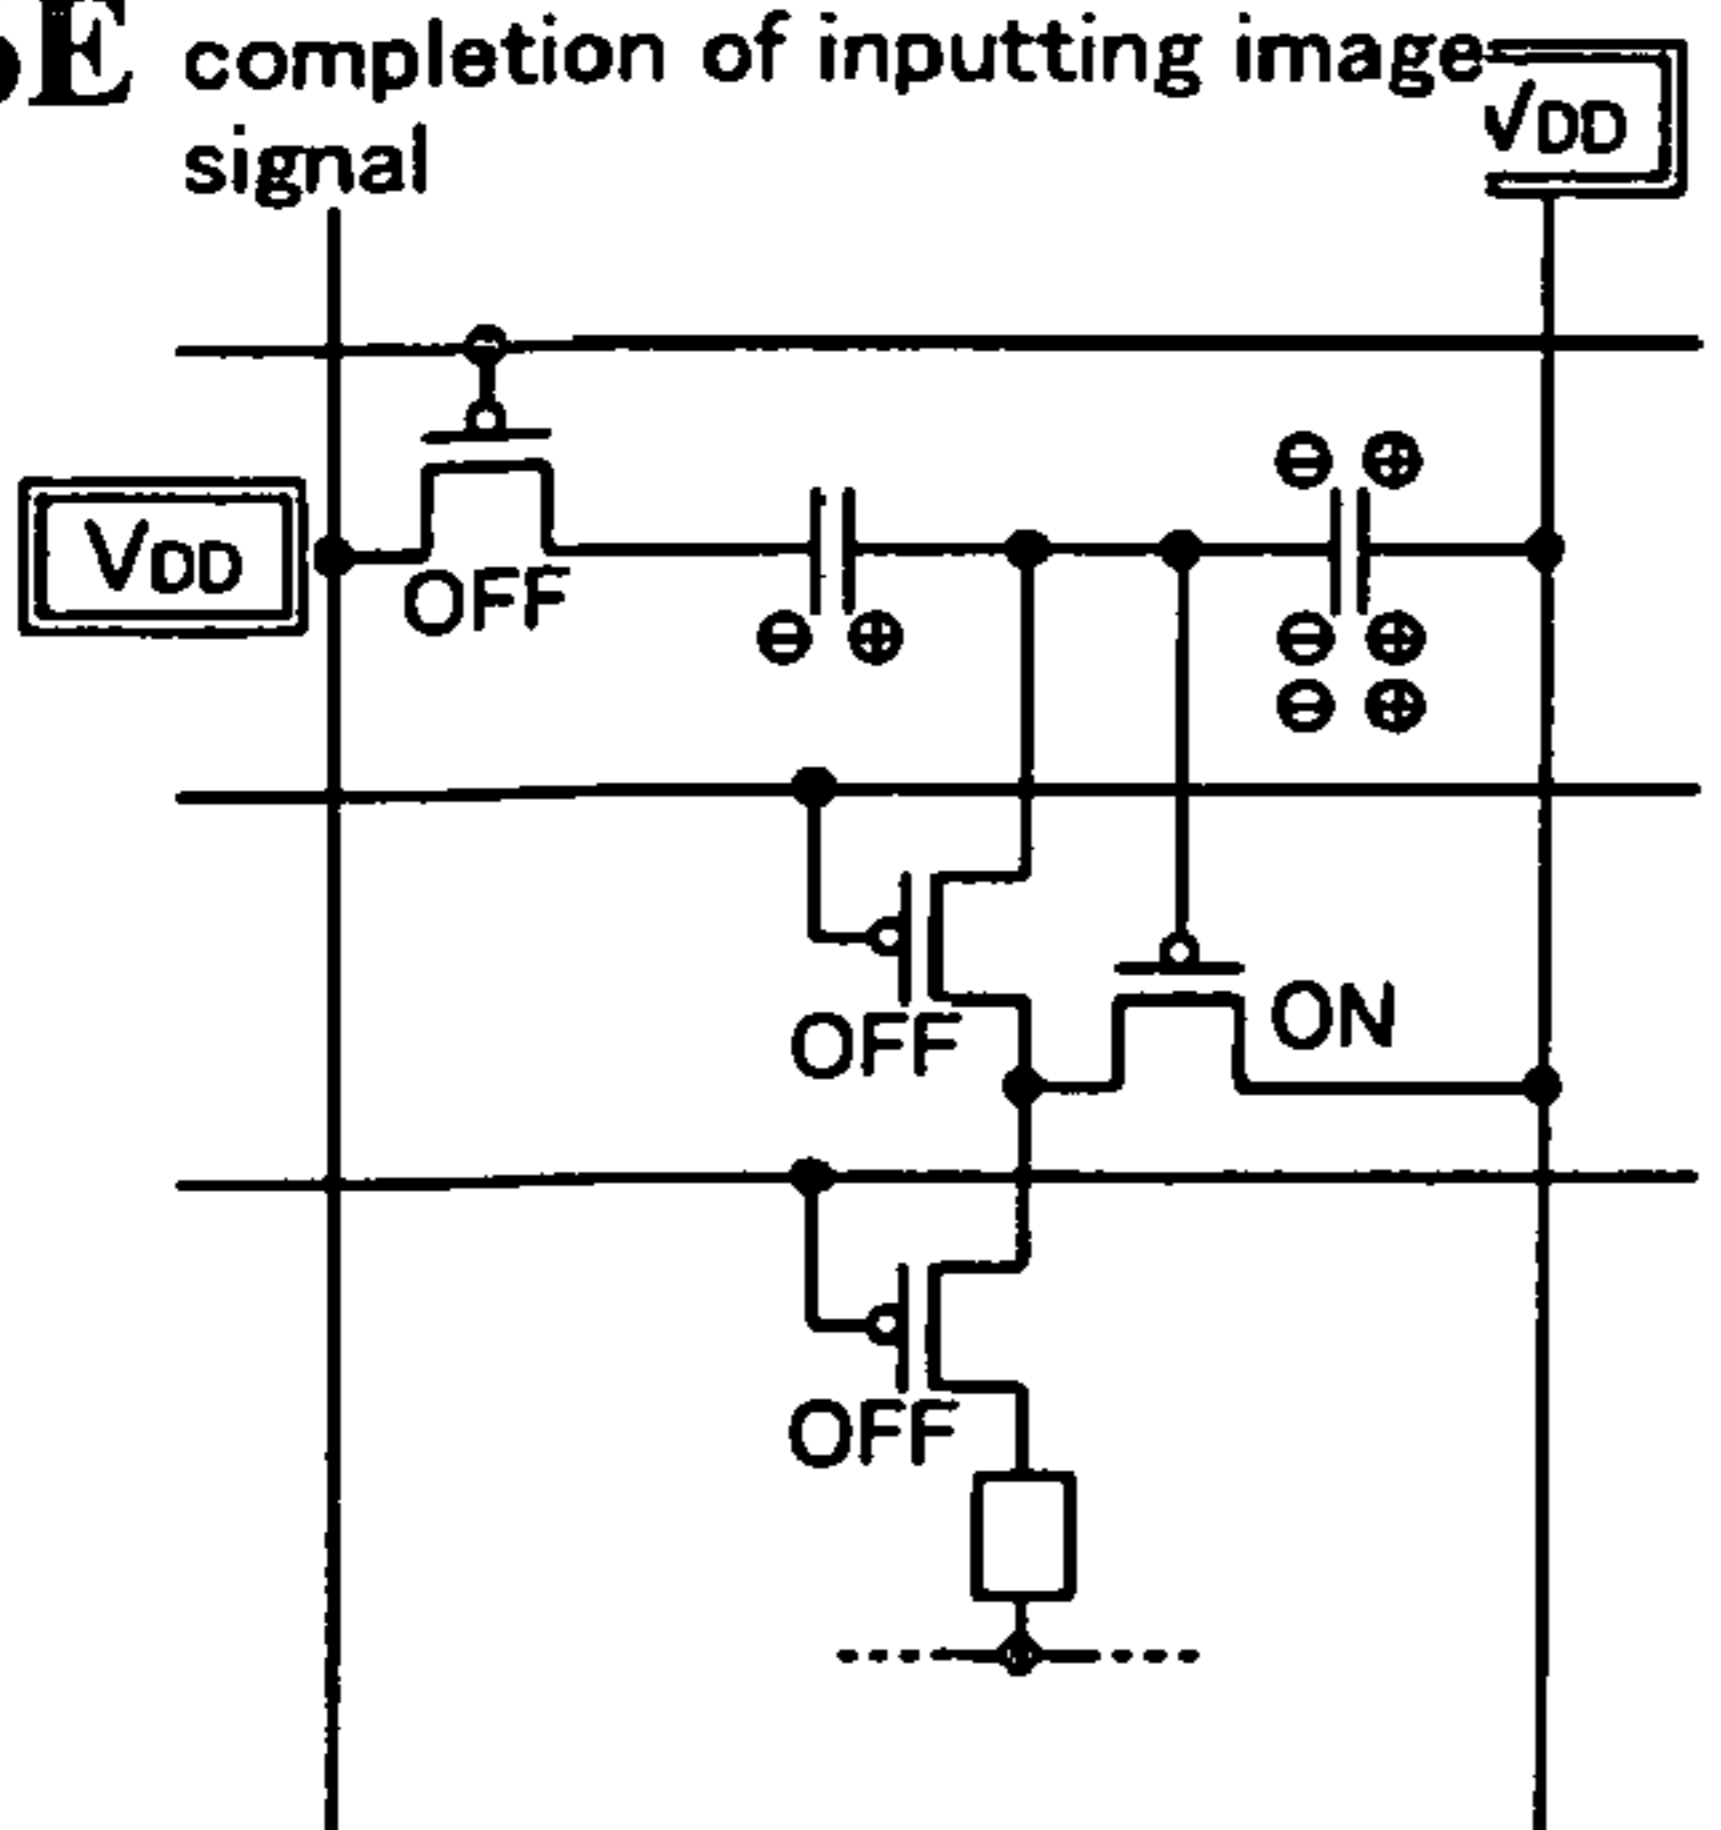 E completion of inputting image
signal
VDD
VDD
OFF
OFF
ON
OFF